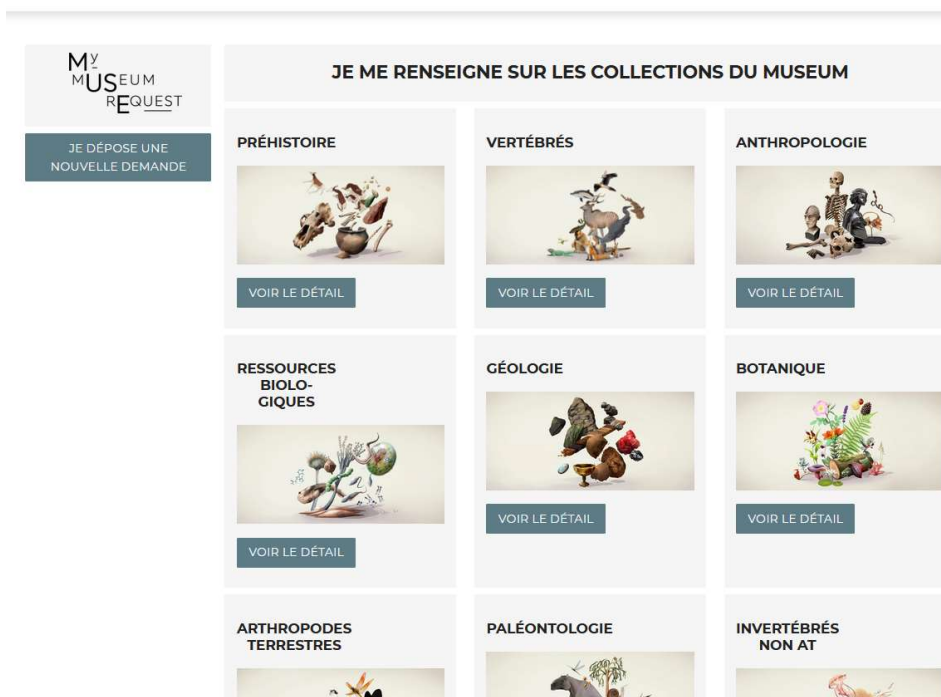 My
MUSEUM
REQUEST
JE DÉPOSE UNE
NOUVELLE DEMANDE
JE ME RENSEIGNE SUR LES COLLECTIONS DU MUSEUM
PRÉHISTOIRE
VOIR LE DÉTAIL
VERTÉBRÉS
VOIR LE DÉTAIL
ANTHROPOLOGIE
VOIR LE DÉTAIL
RESSOURCES
BIOLO-
GIQUES
VOIR LE DÉTAIL
GÉOLOGIE
VOIR LE DÉTAIL
BOTANIQUE
VOIR LE DÉTAIL
ARTHROPODES
TERRESTRES
PALÉONTOLOGIE
INVERTÉBRÉS
NON AT